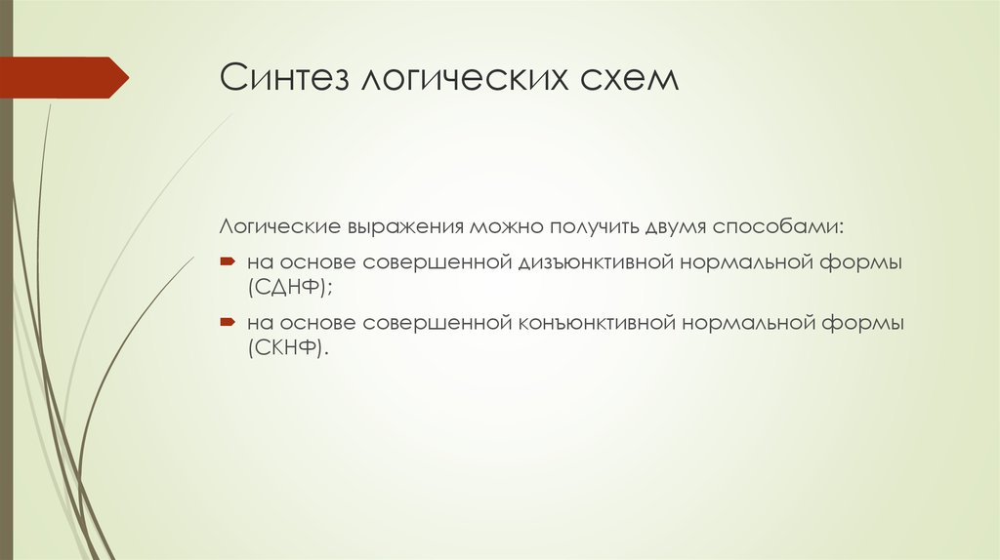 Синтез логических схем
Логические выражения можно получить двумя способами:
на основе совершенной дизъюнктивной нормальной формы
(СДНФ);
на основе совершенной конъюнктивной нормальной формы
(СКНФ).